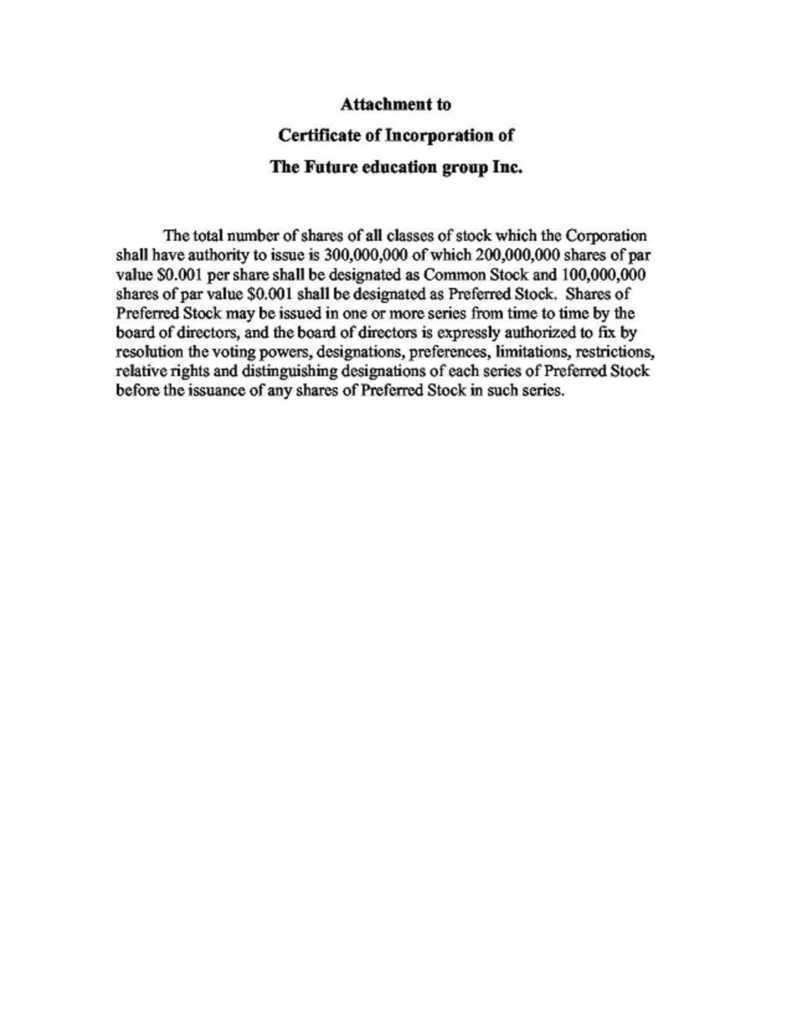 Attachment to
Certificate of Incorporation of
The Future education group Inc.
The total number of shares of all classes of stock which the Corporation
shall have authority to issue is 300,000,000 of which 200,000,000 shares of par
value $0.001 per share shall be designated as Common Stock and 100,000,000
shares of par value $0.001 shall be designated as Preferred Stock.  Shares of
Preferred Stock may be issued in one or more series from time to time by the
board of directors, and the board of directors is expressly authorized to fix by
resolution the voting powers, designations, preferences, limitations, restrictions,
relative rights and distinguishing designations of each series of Preferred Stock
before the issuance of any shares of Preferred Stock in such series.